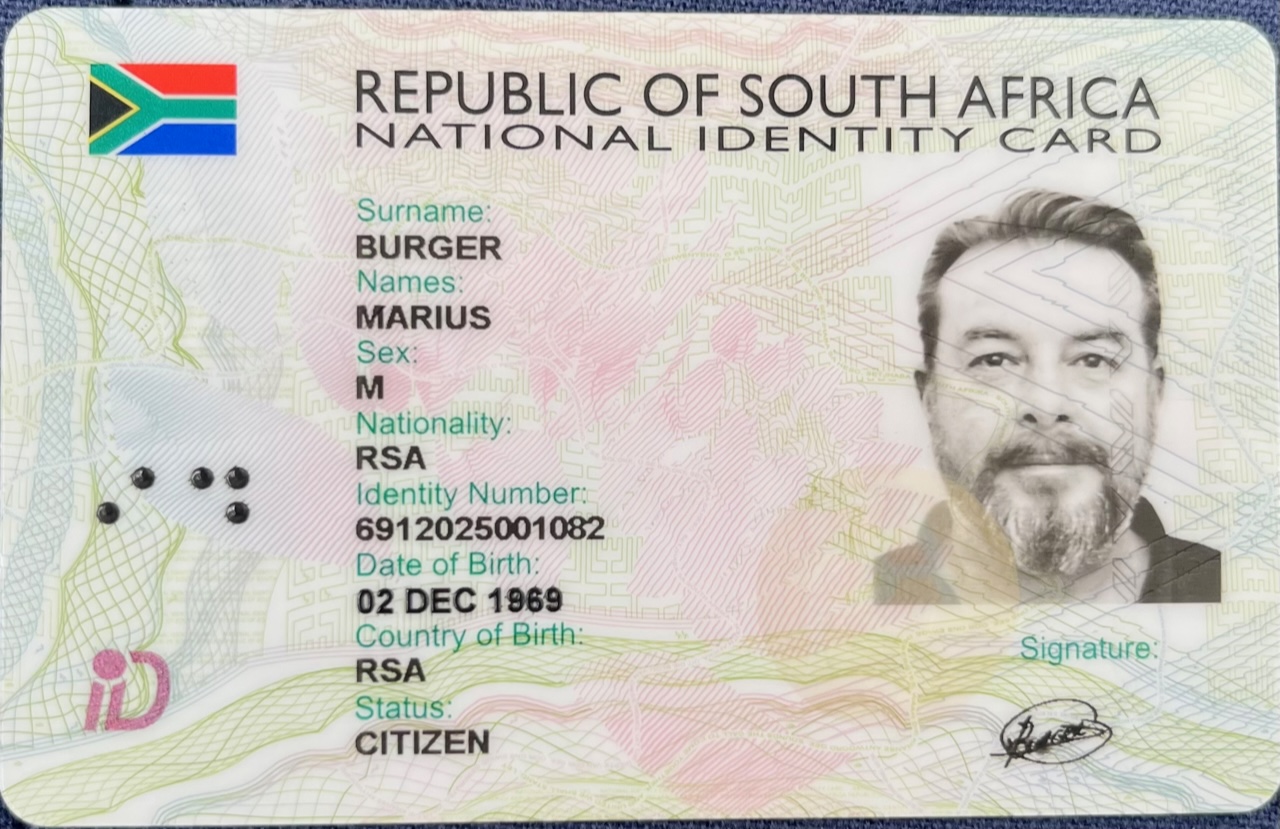 REPUBLIC OF SOUTH AFRICA
NATIONAL IDENTITY CARD
Surname:
BURGER
Names:
MARIUS
Sex:
M
Nationality:
RSA
Identity Number:
6912025001082
Date of Birth:
02 DEC 1969
Country of Birth:
RSA
Status:
CITIZEN
iD
Signature:
Burger